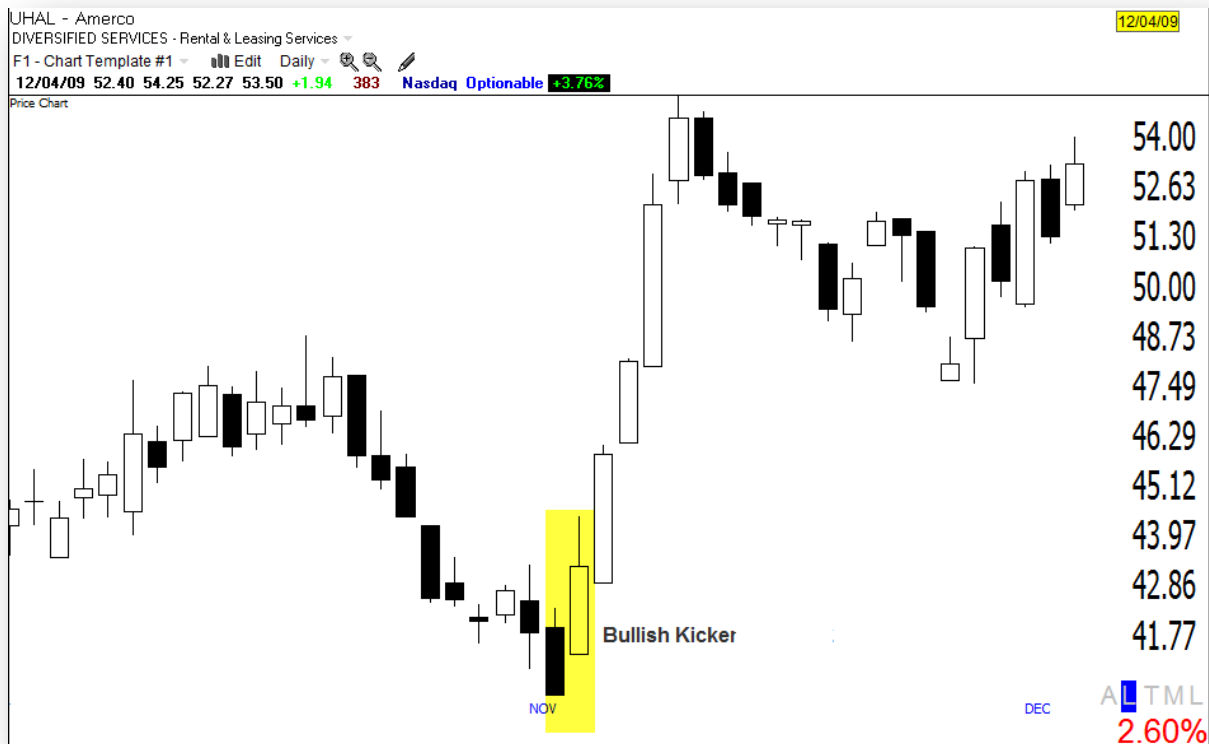 UHAL - Amerco
12/04/09
DIVERSIFIED SERVICES - Rental & Leasing Services
F1 - Chart Template #1 Edit Daily
12/04/09 52.40 54.25 52.27 53.50 +1.94 383 Nasdaq Optionable +3.76%
Price Chart
54.00
52.63
51.30
50.00
48.73
47.49
46.29
45.12
43.97
42.86
41.77
Bullish Kicker
NOV
DEC
A L T M L
2.60%